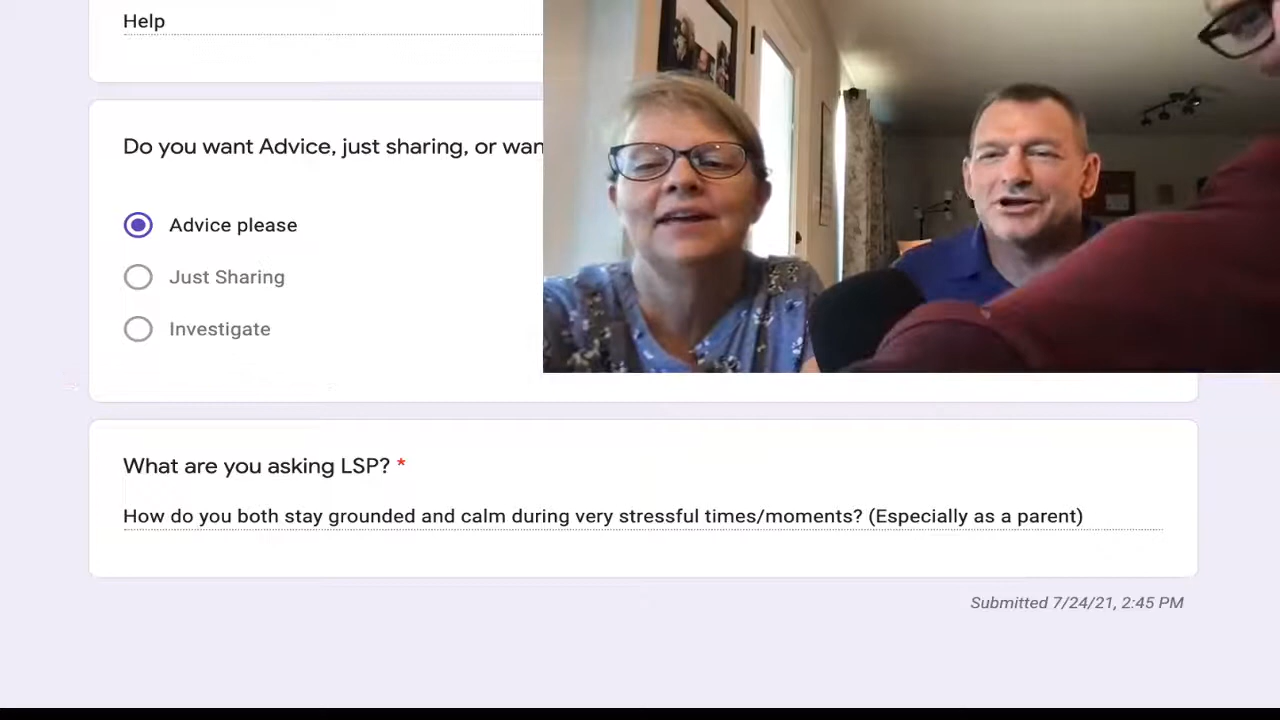 Help
Do you want Advice, just sharing, or wan
Advice please
Just Sharing
Investigate
What are you asking LSP? *
How do you both stay grounded and calm during very stressful times/moments? (Especially as a parent)
Submitted 7/24/21, 2:45 PM